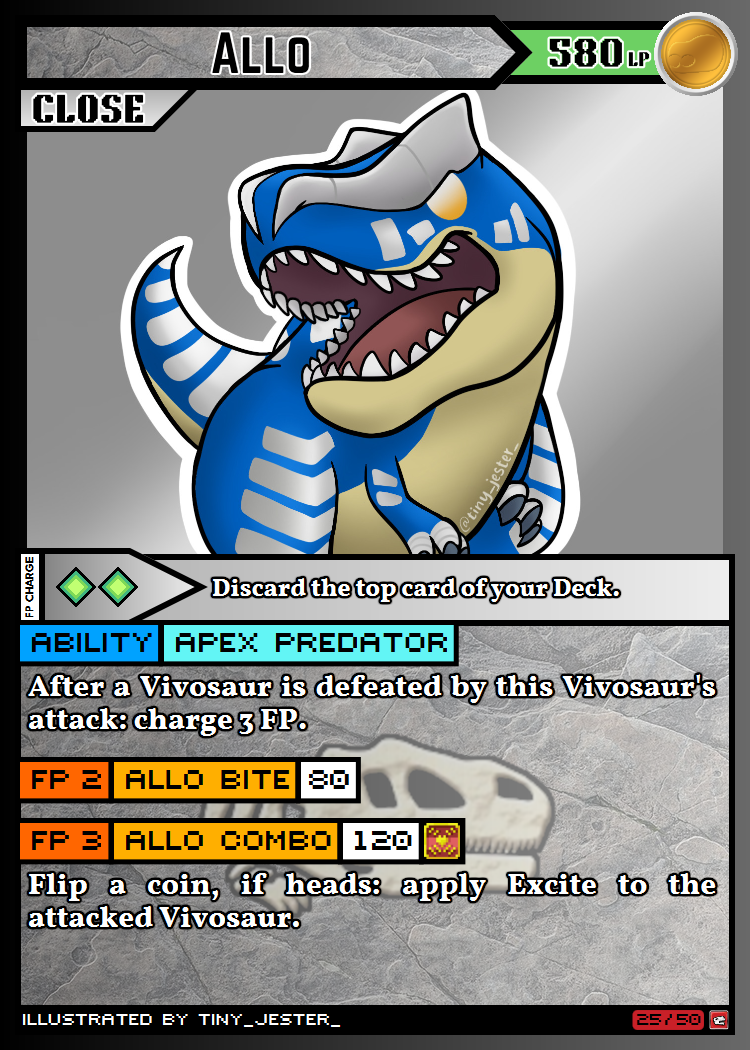 ALLO
580 LP
CLOSE
@tiny_jester_
FP CHARGE
Discard the top card of your Deck.
ABILITY APEX PREDATOR
After a Vivosaur is defeated by this Vivosaur's
attack: charge 3 FP.
FP 2 ALLO BITE 80
FP 3 ALLO COMBO 120
Flip a coin, if heads: apply Excite to the
attacked Vivosaur.
ILLUSTRATED BY TINY_JESTER_
25/50